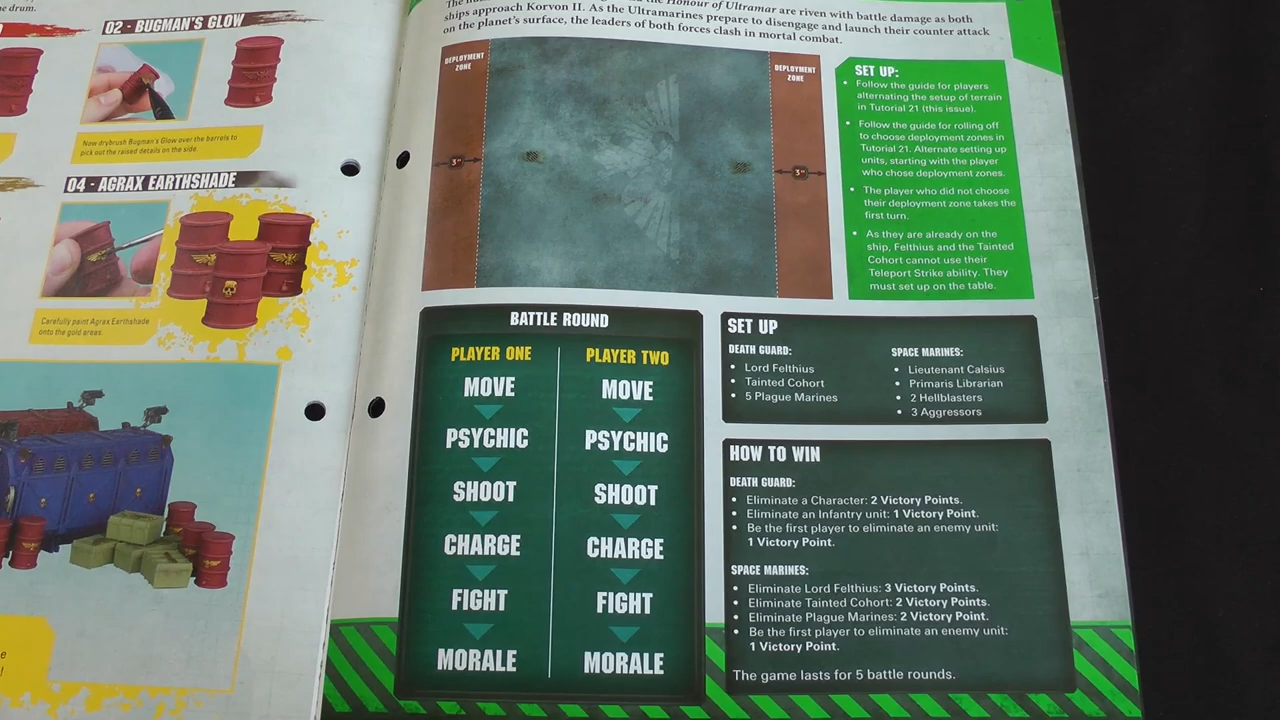 e drum.
02 - BUGMAN'S GLOW
Now drybrush Bugman's Glow over the barrels to
pick out the raised details on the side.
04 - AGRAX EARTHSHADE
Carefully paint Agrax Earthshade
onto the gold areas.
Honour of Ultramar are riven with battle damage as both
ships approach Korvon II. As the Ultramarines prepare to disengage and launch their counter attack
on the planet's surface, the leaders of both forces clash in mortal combat.
DEPLOYMENT
ZONE
3"
DEPLOYMENT
ZONE
3"
SET UP:
• Follow the guide for players
alternating the setup of terrain
in Tutorial 21 (this issue).
• Follow the guide for rolling off
to choose deployment zones in
Tutorial 21. Alternate setting up
units, starting with the player
who chose deployment zones.
• The player who did not choose
their deployment zone takes the
first turn.
• As they are already on the
ship, Felthius and the Tainted
Cohort cannot use their
Teleport Strike ability. They
must set up on the table.
BATTLE ROUND
PLAYER ONE
MOVE
PSYCHIC
SHOOT
CHARGE
FIGHT
MORALE
PLAYER TWO
MOVE
PSYCHIC
SHOOT
CHARGE
FIGHT
MORALE
SET UP
DEATH GUARD:
• Lord Felthius
• Tainted Cohort
• 5 Plague Marines
SPACE MARINES:
• Lieutenant Calsius
• Primaris Librarian
• 2 Hellblasters
• 3 Aggressors
HOW TO WIN
DEATH GUARD:
• Eliminate a Character: 2 Victory Points.
• Eliminate an Infantry unit: 1 Victory Point.
• Be the first player to eliminate an enemy unit:
1 Victory Point.
SPACE MARINES:
• Eliminate Lord Felthius: 3 Victory Points.
• Eliminate Tainted Cohort: 2 Victory Points.
• Eliminate Plague Marines: 2 Victory Point.
• Be the first player to eliminate an enemy unit:
1 Victory Point.
The game lasts for 5 battle rounds.